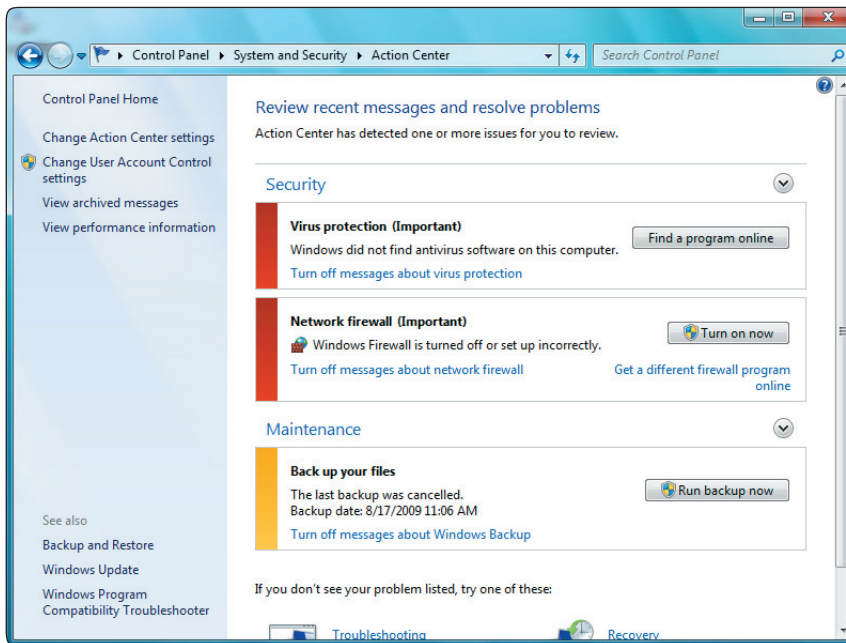 Control Panel ▸ System and Security ▸ Action Center
Search Control Panel
Control Panel Home
Change Action Center settings
Change User Account Control
settings
View archived messages
View performance information
See also
Backup and Restore
Windows Update
Windows Program
Compatibility Troubleshooter
Review recent messages and resolve problems
Action Center has detected one or more issues for you to review.
Security
Virus protection (Important)
Windows did not find antivirus software on this computer.
Find a program online
Turn off messages about virus protection
Network firewall (Important)
Windows Firewall is turned off or set up incorrectly.
Turn on now
Turn off messages about network firewall
Get a different firewall program
online
Maintenance
Back up your files
The last backup was cancelled.
Backup date: 8/17/2009 11:06 AM
Run backup now
Turn off messages about Windows Backup
If you don't see your problem listed, try one of these:
Troubleshooting
Recovery